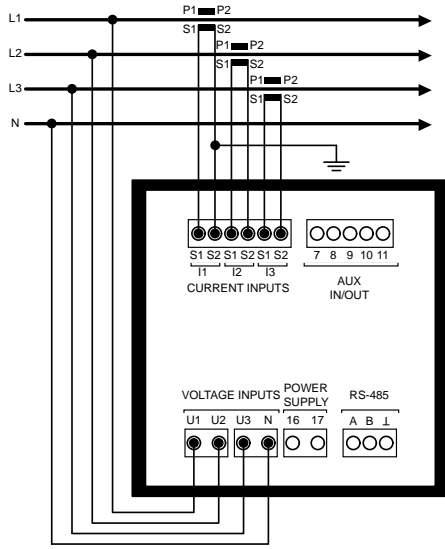 P1 P2
L1
S1 S2
P1 P2
L2
S1 S2
P1 P2
L3
S1 S2
N
S1 S2 S1 S2 S1 S2
I1 I2 I3
CURRENT INPUTS
7 8 9 10 11
AUX
IN/OUT
VOLTAGE INPUTS
U1 U2 U3 N
POWER
SUPPLY
16 17
RS-485
A B ⊥